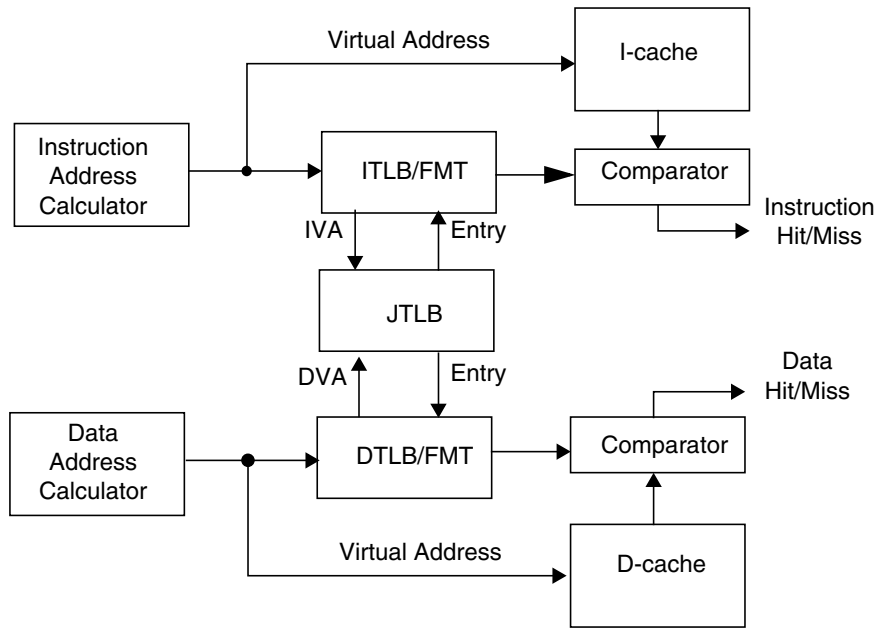 Virtual Address
I-cache
Instruction
Address
Calculator
ITLB/FMT
Comparator
Instruction
Hit/Miss
IVA
Entry
JTLB
DVA
Entry
Data
Hit/Miss
Data
Address
Calculator
DTLB/FMT
Comparator
Virtual Address
D-cache